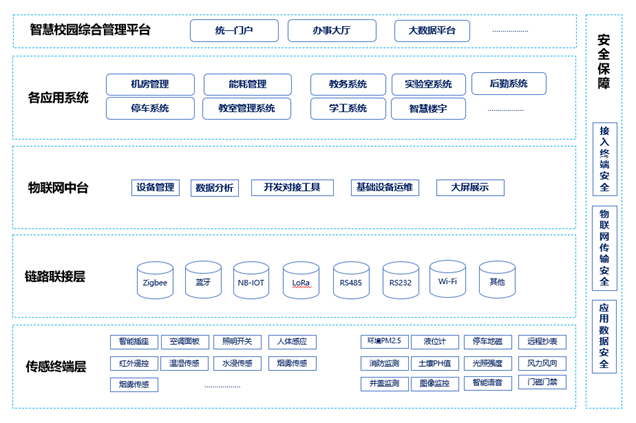 智慧校园综合管理平台
统一门户
办事大厅
大数据平台
..................
各应用系统
机房管理
能耗管理
教务系统
实验室系统
后勤系统
停车系统
教室管理系统
学工系统
智慧楼宇
..................
物联网中台
设备管理
数据分析
开发对接工具
基础设备运维
大屏展示
链路联接层
Zigbee
蓝牙
NB-IOT
LoRa
RS485
RS232
Wi-Fi
其他
传感终端层
智能插座
空调面板
照明开关
人体感应
环境PM2.5
液位计
停车地磁
远程抄表
红外遥控
温湿传感
水浸传感
烟雾传感
消防监测
土壤PH值
光照强度
风力风向
烟雾传感
..................
井盖监测
图像监控
智能语音
门磁门禁
安全保障
接入终端安全
物联网传输安全
应用数据安全